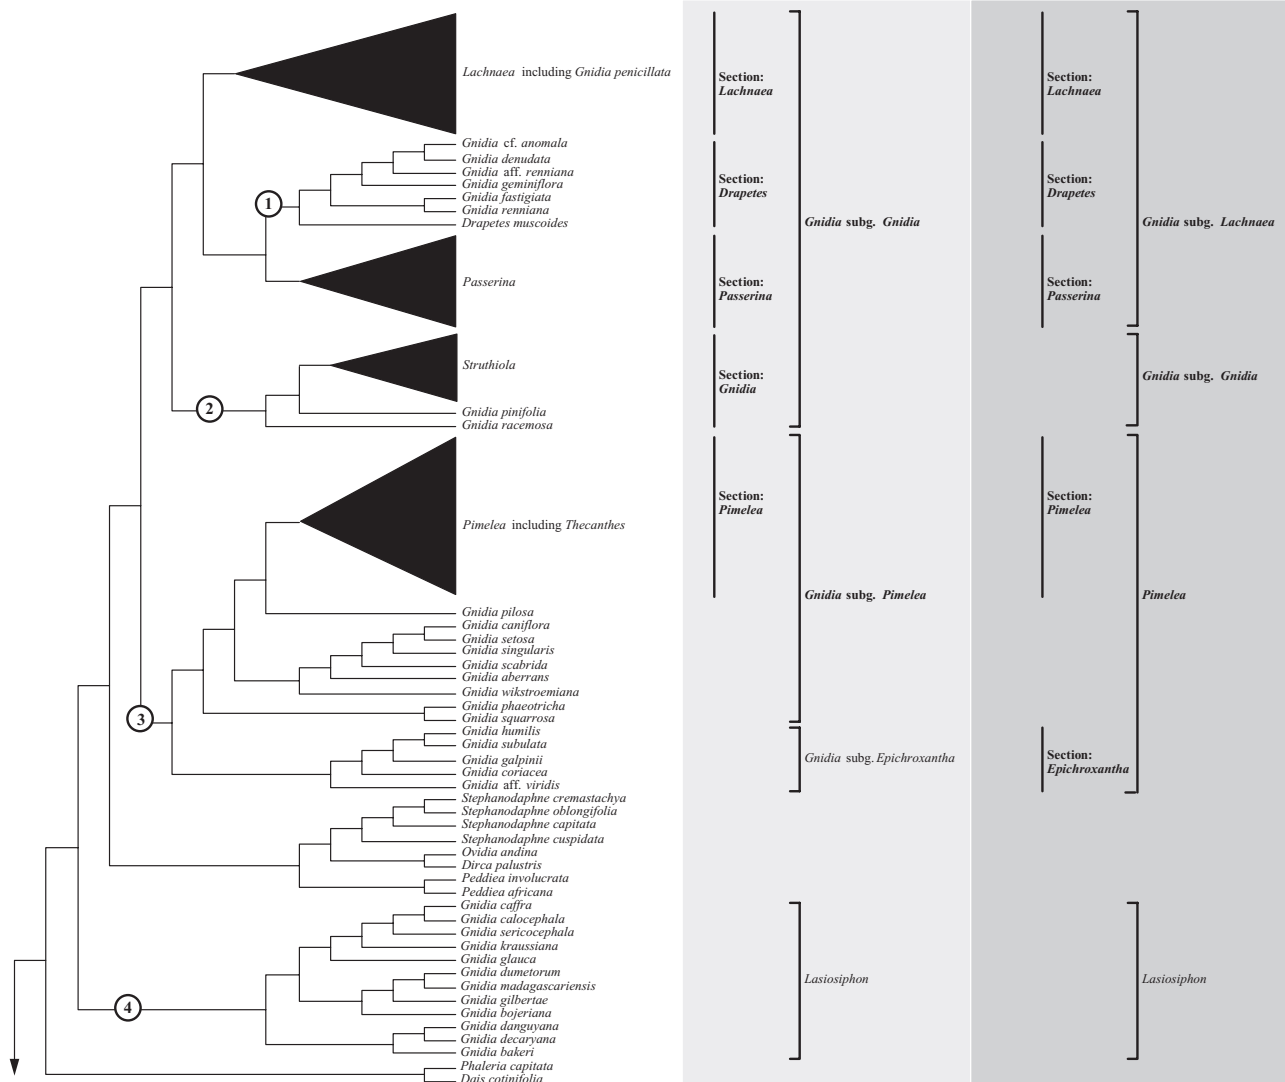 Lachnaea including Gnidia penicillata
Gnidia cf. anomala
Gnidia denudata
Gnidia aff. renniana
Gnidia geminiflora
1
Gnidia fastigiata
Gnidia renniana
Drapetes muscoides
Passerina
Struthiola
2
Gnidia pinifolia
Gnidia racemosa
Pimelea including Thecanthes
Gnidia pilosa
Gnidia caniflora
Gnidia setosa
Gnidia singularis
Gnidia scabrida
Gnidia aberrans
Gnidia wikstroemiana
Gnidia phaeotricha
3
Gnidia squarrosa
Gnidia humilis
Gnidia subulata
Gnidia galpinii
Gnidia coriacea
Gnidia aff. viridis
Stephanodaphne cremastachya
Stephanodaphne oblongifolia
Stephanodaphne capitata
Stephanodaphne cuspidata
Ovidia andina
Dirca palustris
Peddiea involucrata
Peddiea africana
Gnidia caffra
Gnidia calocephala
Gnidia sericocephala
Gnidia kraussiana
Gnidia glauca
Gnidia dumetorum
Gnidia madagascariensis
Gnidia gilbertae
4
Gnidia bojeriana
Gnidia danguyana
Gnidia decaryana
Gnidia bakeri
Phaleria capitata
Dais cotinifolia
Section:
Lachnaea
Section:
Drapetes
Section:
Passerina
Section:
Gnidia
Section:
Pimelea
Gnidia subg. Gnidia
Gnidia subg. Pimelea
Gnidia subg. Epichroxantha
Lasiosiphon
Section:
Lachnaea
Section:
Drapetes
Section:
Passerina
Section:
Pimelea
Section:
Epichroxantha
Gnidia subg. Lachnaea
Gnidia subg. Gnidia
Pimelea
Lasiosiphon